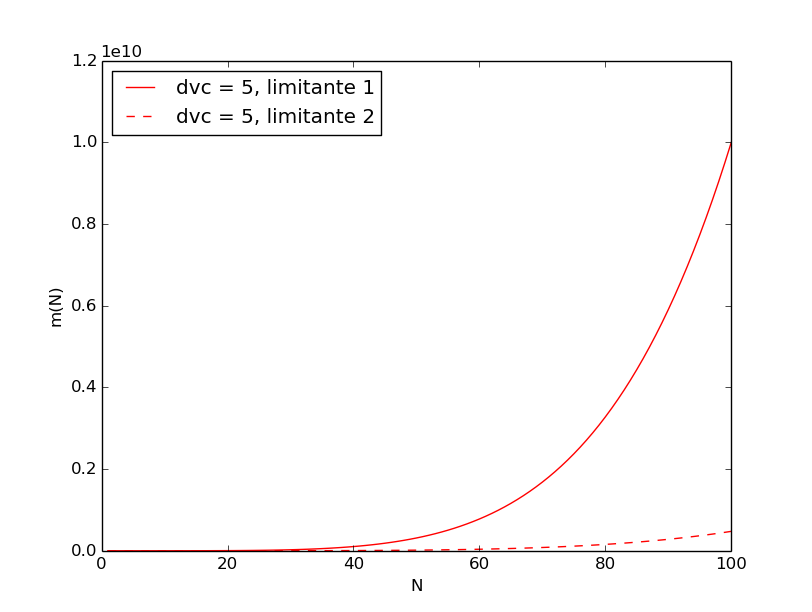 1e10
1.2
1.0
0.8
0.6
0.4
0.2
0.0
m(N)
dvc = 5, limitante 1
dvc = 5, limitante 2
0 20 40 60 80 100
N